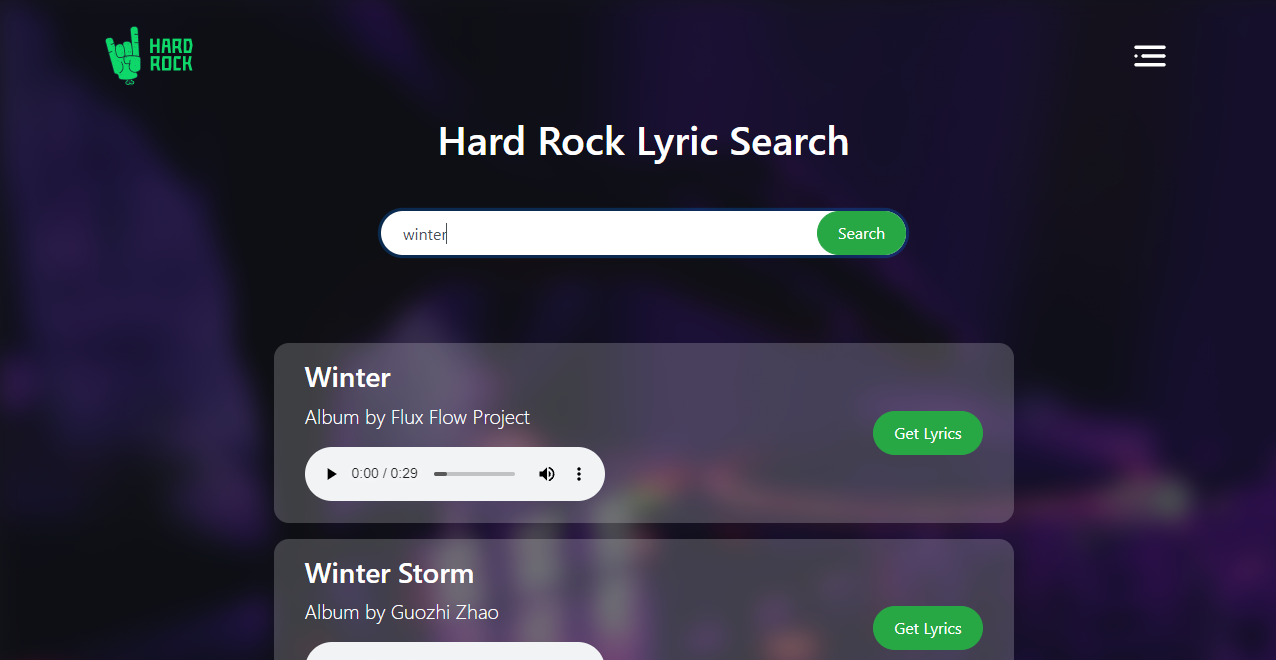 HARD
ROCK
Hard Rock Lyric Search
winter
Search
Winter
Album by Flux Flow Project
Get Lyrics
0:00 / 0:29
Winter Storm
Album by Guozhi Zhao
Get Lyrics